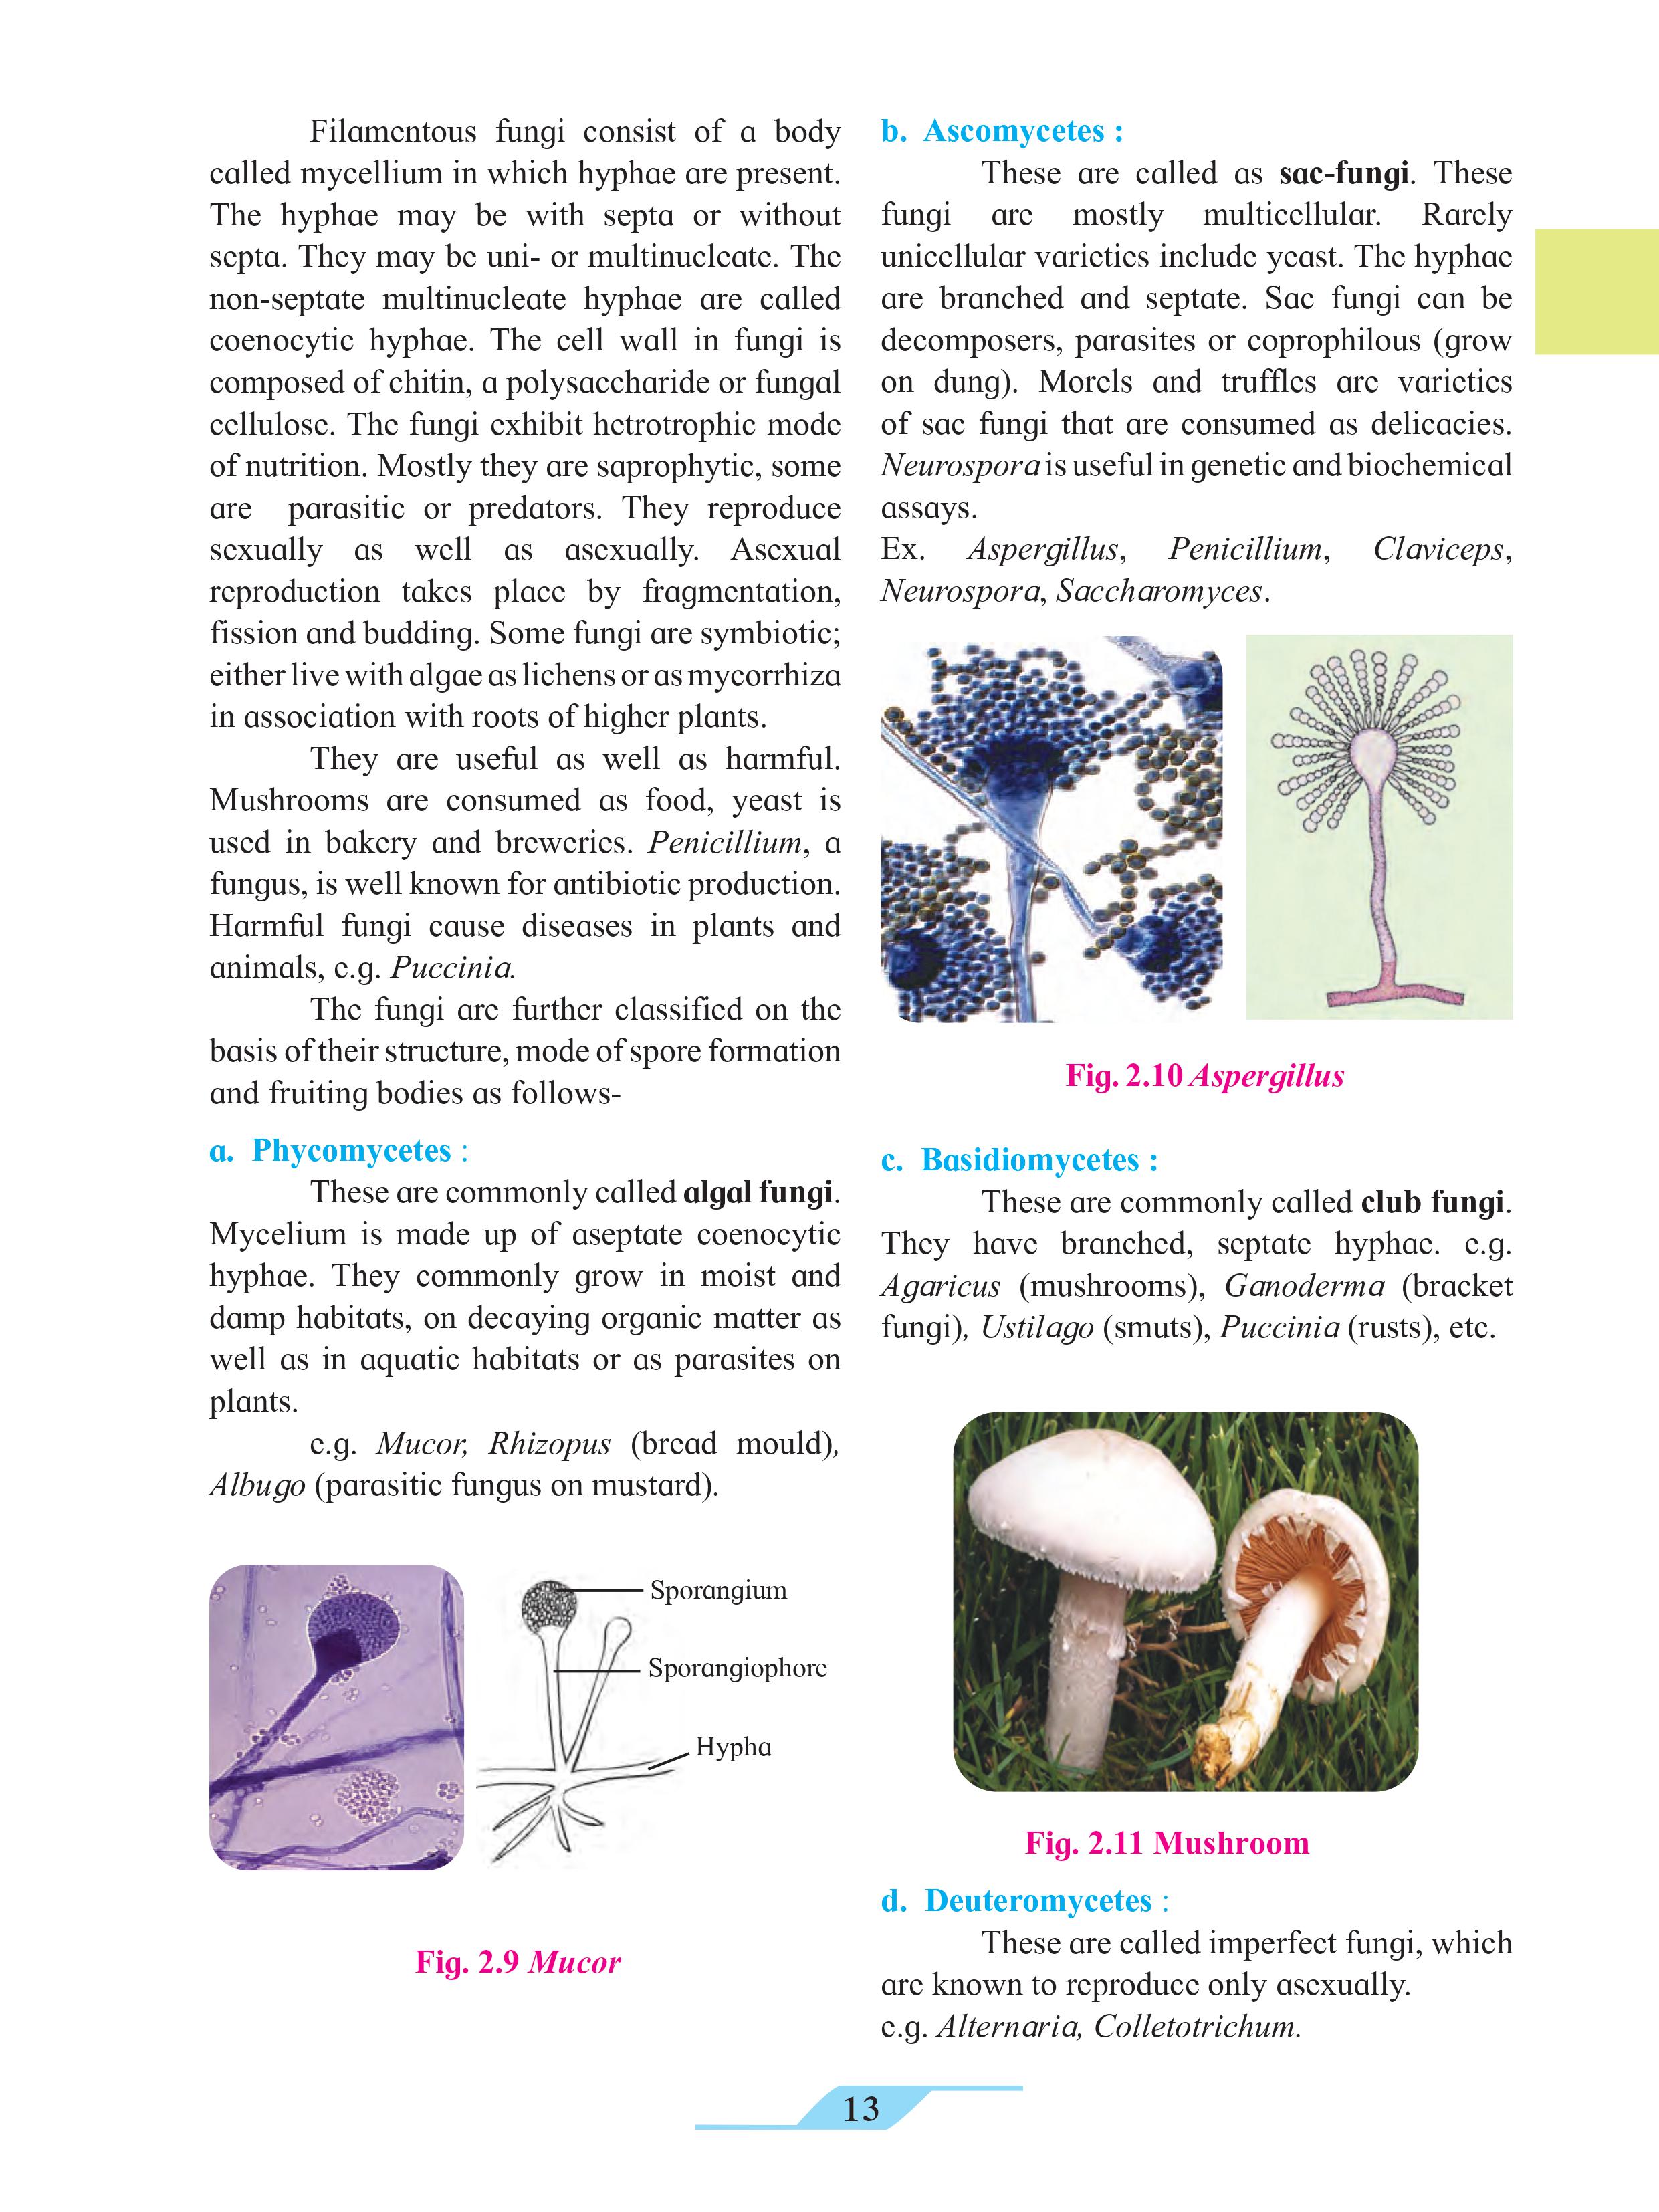 Filamentous fungi consist of a body
called mycellium in which hyphae are present.
The hyphae may be with septa or without
septa. They may be uni- or multinucleate. The
non-septate multinucleate hyphae are called
coenocytic hyphae. The cell wall in fungi is
composed of chitin, a polysaccharide or fungal
cellulose. The fungi exhibit hetrotrophic mode
of nutrition. Mostly they are saprophytic, some
are parasitic or predators. They reproduce
sexually as well as asexually. Asexual
reproduction takes place by fragmentation,
fission and budding. Some fungi are symbiotic;
either live with algae as lichens or as mycorrhiza
in association with roots of higher plants.
They are useful as well as harmful.
Mushrooms are consumed as food, yeast is
used in bakery and breweries. Penicillium, a
fungus, is well known for antibiotic production.
Harmful fungi cause diseases in plants and
animals, e.g. Puccinia.
The fungi are further classified on the
basis of their structure, mode of spore formation
and fruiting bodies as follows-
a. Phycomycetes :
These are commonly called algal fungi.
Mycelium is made up of aseptate coenocytic
hyphae. They commonly grow in moist and
damp habitats, on decaying organic matter as
well as in aquatic habitats or as parasites on
plants.
e.g. Mucor, Rhizopus (bread mould),
Albugo (parasitic fungus on mustard).
Sporangium
Sporangiophore
Hypha
Fig. 2.9 Mucor
b. Ascomycetes :
These are called as sac-fungi. These
fungi are mostly multicellular. Rarely
unicellular varieties include yeast. The hyphae
are branched and septate. Sac fungi can be
decomposers, parasites or coprophilous (grow
on dung). Morels and truffles are varieties
of sac fungi that are consumed as delicacies.
Neurospora is useful in genetic and biochemical
assays.
Ex. Aspergillus, Penicillium, Claviceps,
Neurospora, Saccharomyces.
Fig. 2.10 Aspergillus
c. Basidiomycetes :
These are commonly called club fungi.
They have branched, septate hyphae. e.g.
Agaricus (mushrooms), Ganoderma (bracket
fungi), Ustilago (smuts), Puccinia (rusts), etc.
Fig. 2.11 Mushroom
d. Deuteromycetes :
These are called imperfect fungi, which
are known to reproduce only asexually.
e.g. Alternaria, Colletotrichum.
13